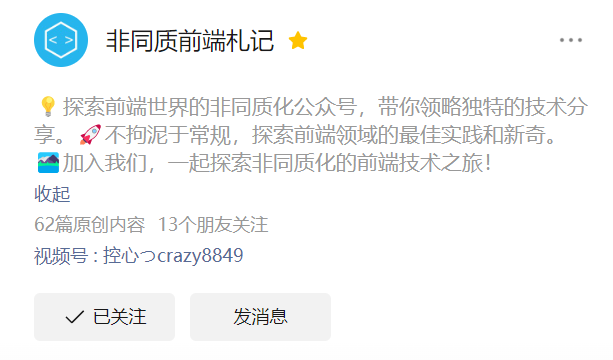 非同质前端札记
💡探索前端世界的非同质化公众号，带你领略独特的技术分
享。🚀不拘泥于常规，探索前端领域的最佳实践和新奇。
🏞️加入我们，一起探索非同质化的前端技术之旅！
收起
62篇原创内容 13个朋友关注
视频号 : 控心つcrazy8849
已关注
发消息